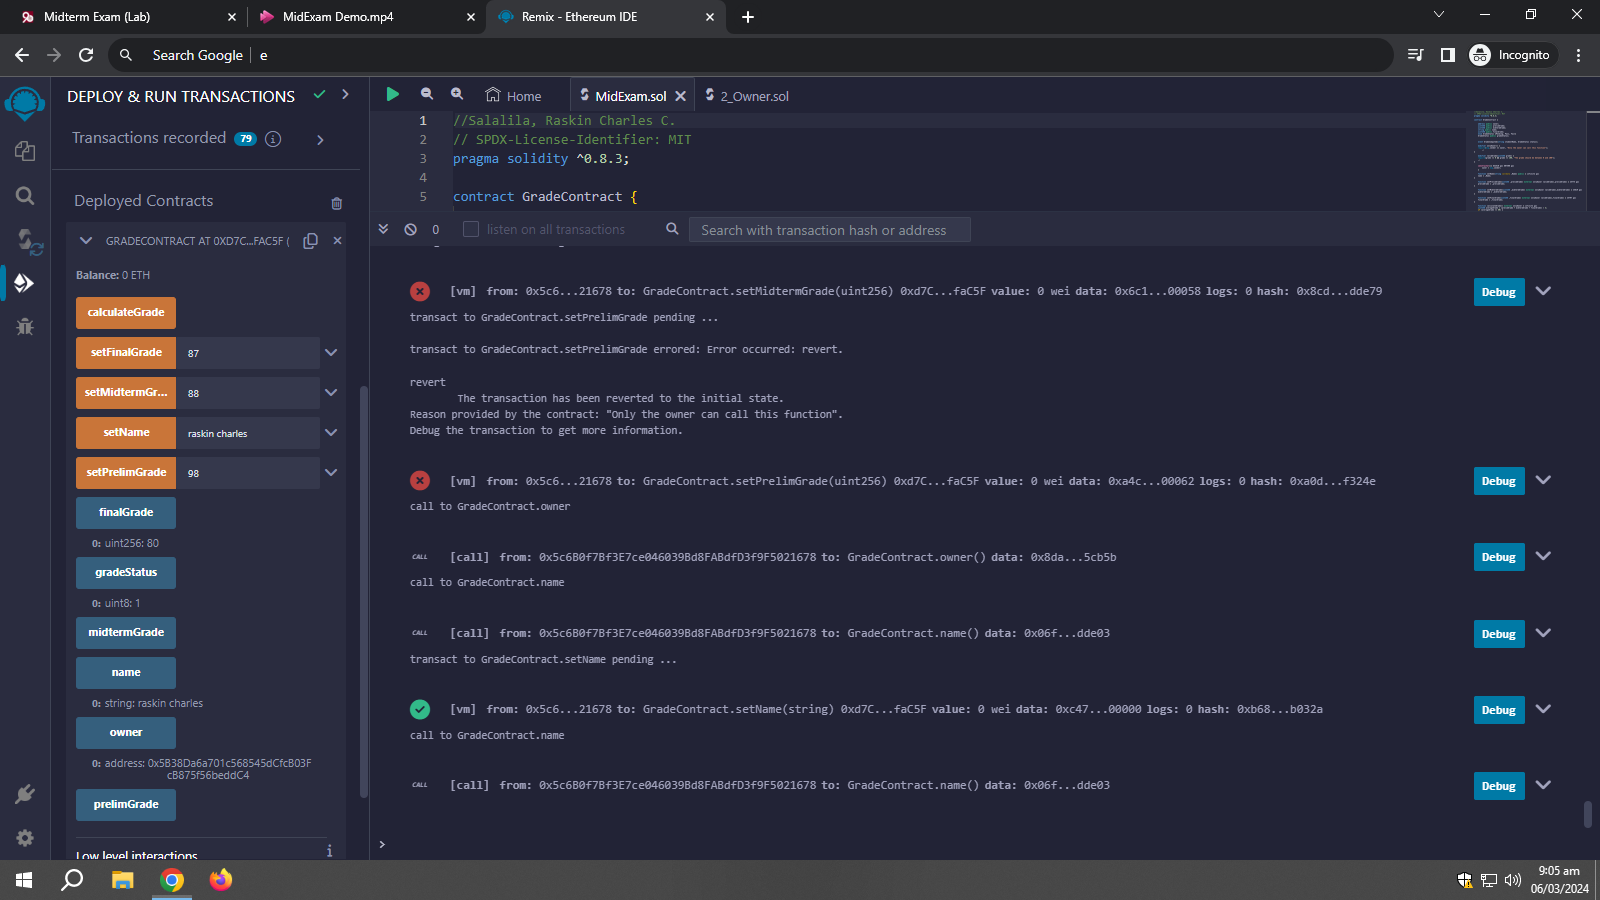 Midterm Exam (Lab)
MidExam Demo.mp4
Remix - Ethereum IDE
Search Google
e
Incognito
DEPLOY & RUN TRANSACTIONS
Transactions recorded 79
Deployed Contracts
GRADECONTRACT AT 0XD7C...FAC5F (
Balance: 0 ETH
calculateGrade
setFinalGrade 87
setMidtermGr... 88
setName raskin charles
setPrelimGrade 98
finalGrade
0: uint256: 80
gradeStatus
0: uint8: 1
midtermGrade
name
0: string: raskin charles
owner
0: address: 0x5B38Da6a701c568545dCfcB03F
cB875f56beddC4
prelimGrade
Low level interactions
Home
MidExam.sol
2_Owner.sol
1 //Salalila, Raskin Charles C.
2 // SPDX-License-Identifier: MIT
3 pragma solidity ^0.8.3;
4
5 contract GradeContract {
0
listen on all transactions
Search with transaction hash or address
[vm] from: 0x5c6...21678 to: GradeContract.setMidtermGrade(uint256) 0xd7C...faC5F value: 0 wei data: 0x6c1...00058 logs: 0 hash: 0x8cd...dde79
Debug
transact to GradeContract.setPrelimGrade pending ...
transact to GradeContract.setPrelimGrade errored: Error occurred: revert.
revert
The transaction has been reverted to the initial state.
Reason provided by the contract: "Only the owner can call this function".
Debug the transaction to get more information.
[vm] from: 0x5c6...21678 to: GradeContract.setPrelimGrade(uint256) 0xd7C...faC5F value: 0 wei data: 0xa4c...00062 logs: 0 hash: 0xa0d...f324e
Debug
call to GradeContract.owner
CALL [call] from: 0x5c6B0f7Bf3E7ce046039Bd8FABdfD3f9F5021678 to: GradeContract.owner() data: 0x8da...5cb5b
Debug
call to GradeContract.name
CALL [call] from: 0x5c6B0f7Bf3E7ce046039Bd8FABdfD3f9F5021678 to: GradeContract.name() data: 0x06f...dde03
Debug
transact to GradeContract.setName pending ...
[vm] from: 0x5c6...21678 to: GradeContract.setName(string) 0xd7C...faC5F value: 0 wei data: 0xc47...00000 logs: 0 hash: 0xb68...b032a
Debug
call to GradeContract.name
CALL [call] from: 0x5c6B0f7Bf3E7ce046039Bd8FABdfD3f9F5021678 to: GradeContract.name() data: 0x06f...dde03
Debug
>
9:05 am
06/03/2024